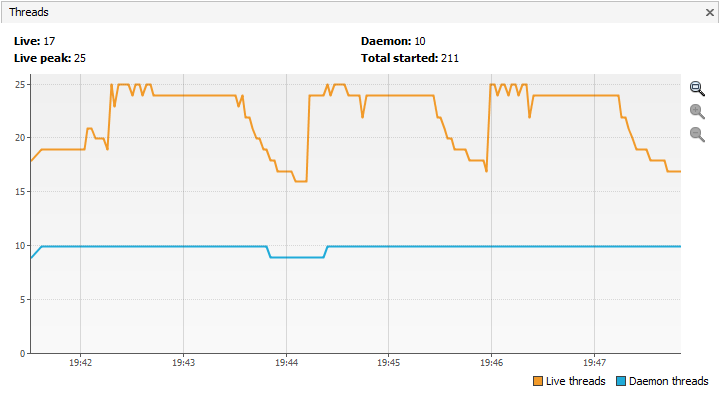 Threads
Live: 17
Daemon: 10
Live peak: 25
Total started: 211
25
20
15
10
5
0
19:42 19:43 19:44 19:45 19:46 19:47
Live threads Daemon threads